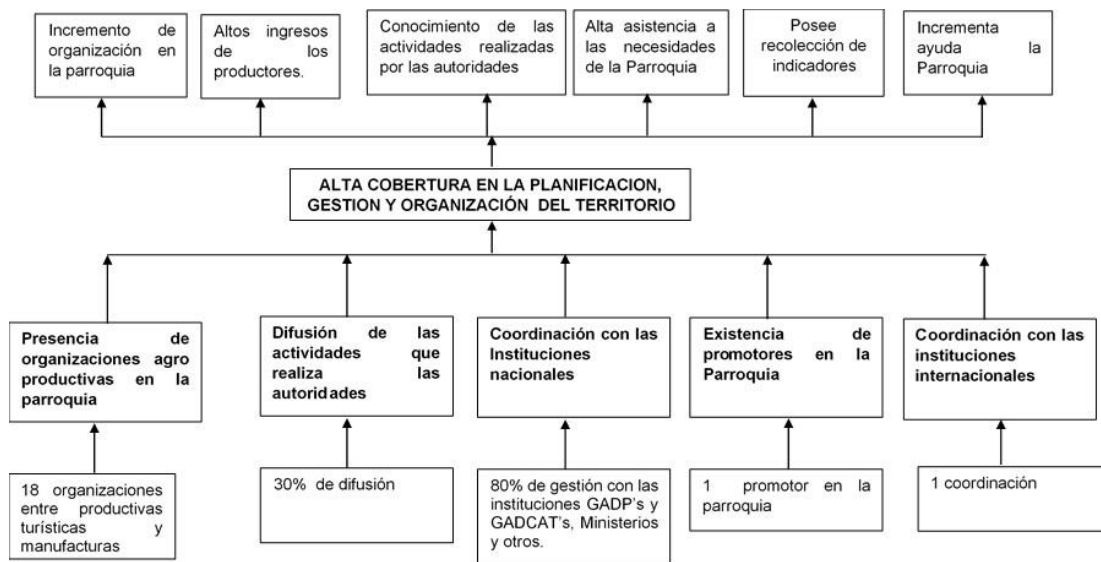 Incremento de
organización en
la parroquia
Altos ingresos
de los
productores.
Conocimiento de las
actividades realizadas
por las autoridades
Alta asistencia a
las necesidades
de la Parroquia
Posee
recolección de
indicadores
Incrementa
ayuda la
Parroquia
ALTA COBERTURA EN LA PLANIFICACION,
GESTION Y ORGANIZACIÓN DEL TERRITORIO
Presencia de
organizaciones agro
productivas en la
parroquia
Difusión de las
actividades que
realiza las
autoridades
Coordinación con las
Instituciones
nacionales
Existencia de
promotores en la
Parroquia
Coordinación con las
instituciones
internacionales
18 organizaciones
entre productivas
turísticas y
manufacturas
30% de difusión
80% de gestión con las
instituciones GADP's y
GADCAT's, Ministerios
y otros.
1 promotor en la
parroquia
1 coordinación